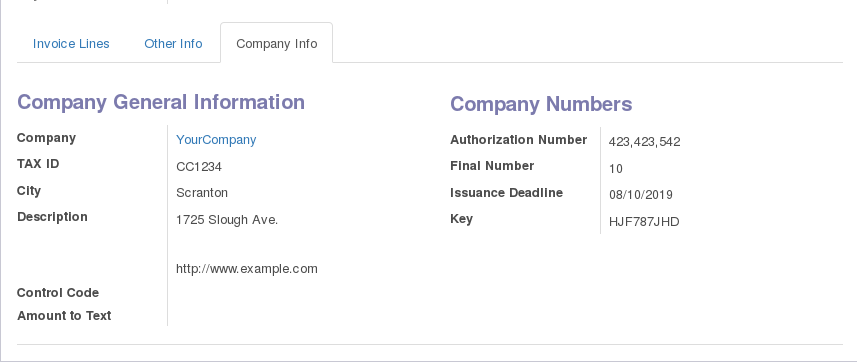 Invoice Lines Other Info Company Info
Company General Information
Company YourCompany
TAX ID CC1234
City Scranton
Description 1725 Slough Ave.
http://www.example.com
Control Code
Amount to Text
Company Numbers
Authorization Number 423,423,542
Final Number 10
Issuance Deadline 08/10/2019
Key HJF787JHD